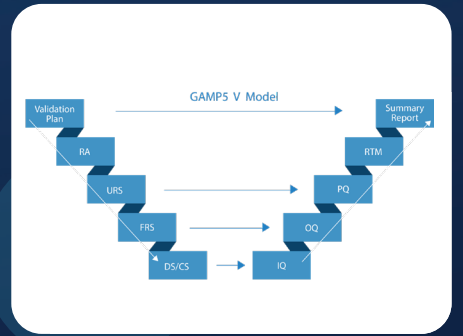 GAMP5 V Model
Validation
Plan
Summary
Report
RA
RTM
URS
PQ
FRS
OQ
DS/CS
IQ